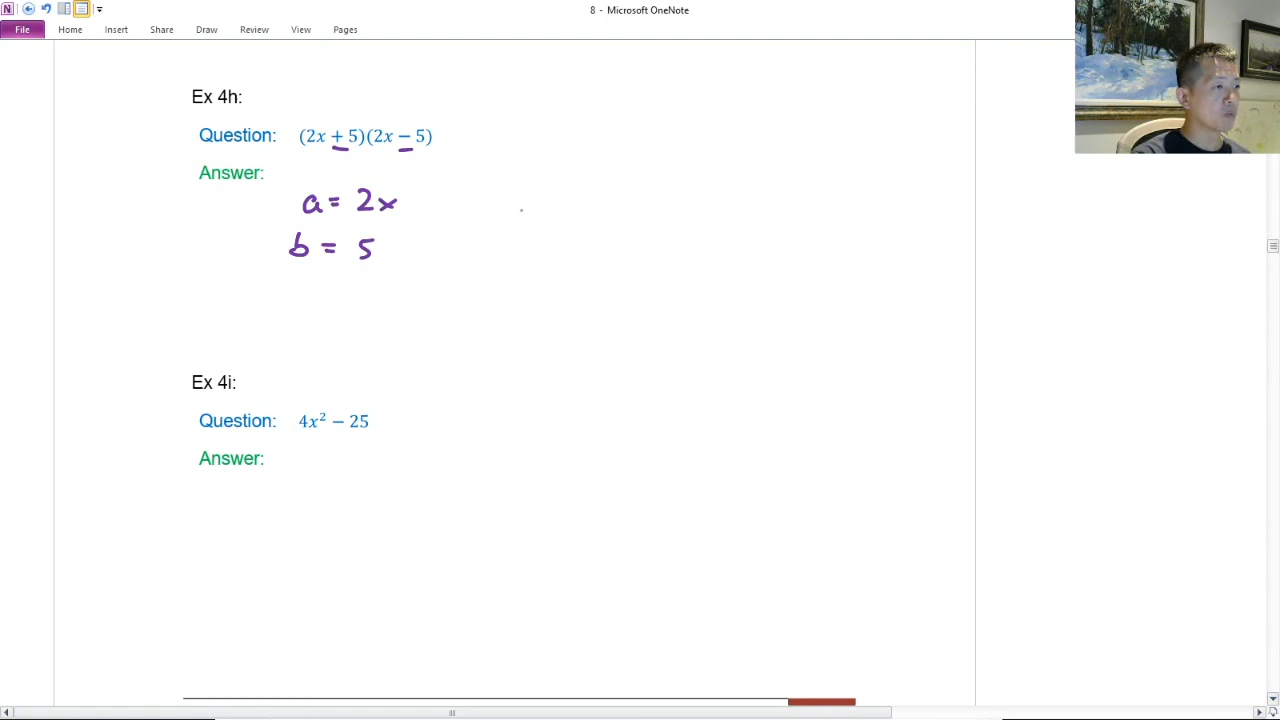 8 - Microsoft OneNote
File Home Insert Share Draw Review View Pages
Ex 4h:
Question: (2x + 5)(2x − 5)
Answer:
a = 2x
b = 5
Ex 4i:
Question: 4x² − 25
Answer: